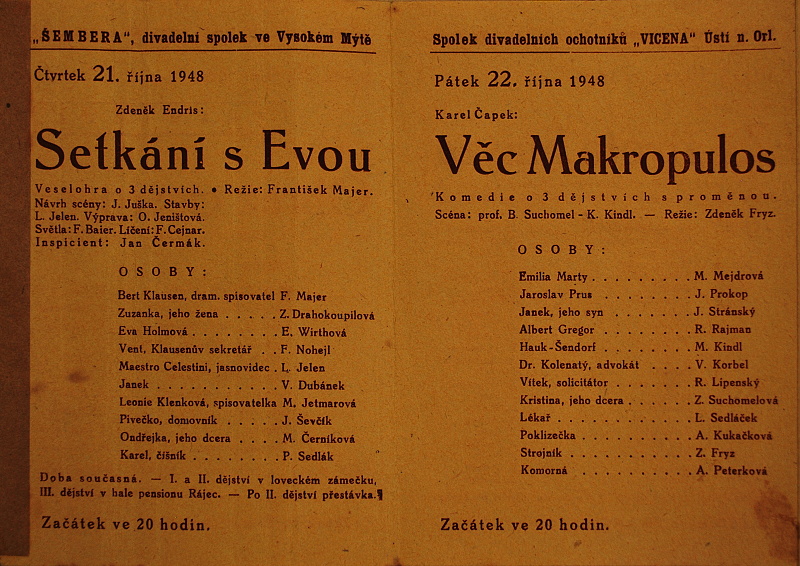 „ŠEMBERA", divadelní spolek ve Vysokém Mýtě
Čtvrtek 21. října 1948
Zdeněk Endris:
Setkání s Evou
Veselohra o 3 dějstvích. • Režie: František Majer.
Návrh scény: J. Juška. Stavby:
L. Jelen. Výprava: O. Jeništová.
Světla: F. Baier. Líčení: F. Cejnar.
Inspicient: Jan Čermák.
OSOBY:
Bert Klausen, dram. spisovatel F. Majer
Zuzanka, jeho žena . . . . . Z. Drahokoupilová
Eva Holmová . . . . . . . . E. Wirthová
Vent, Klausenův sekretář . . F. Nohejl
Maestro Celestini, jasnovidec . L. Jelen
Janek . . . . . . . . . . . V. Dubánek
Leonie Klenková, spisovatelka M. Jetmarová
Pivečko, domovník . . . . . J. Ševčík
Ondřejka, jeho dcera . . . . M. Černíková
Karel, číšník . . . . . . . . P. Sedlák
Doba současná. — I. a II. dějství v loveckém zámečku,
III. dějství v hale pensionu Rájec. — Po II. dějství přestávka.
Začátek ve 20 hodin.
Spolek divadelních ochotníků „VICENA" Ústí n. Orl.
Pátek 22. října 1948
Karel Čapek:
Věc Makropulos
Komedie o 3 dějstvích s proměnou.
Scéna: prof. B. Suchomel - K. Kindl. — Režie: Zdeněk Fryz.
OSOBY:
Emilia Marty . . . . . . . . . M. Mejdrová
Jaroslav Prus . . . . . . . . J. Prokop
Janek, jeho syn . . . . . . . J. Stránský
Albert Gregor . . . . . . . . R. Rajman
Hauk-Šendorf . . . . . . . . M. Kindl
Dr. Kolenatý, advokát . . . . V. Korbel
Vítek, solicitátor . . . . . . . R. Lipenský
Kristina, jeho dcera . . . . . . Z. Suchomelová
Lékař . . . . . . . . . . . L. Sedláček
Poklizečka . . . . . . . . . . A. Kukačková
Strojník . . . . . . . . . . . Z. Fryz
Komorná . . . . . . . . . . A. Peterková
Začátek ve 20 hodin.